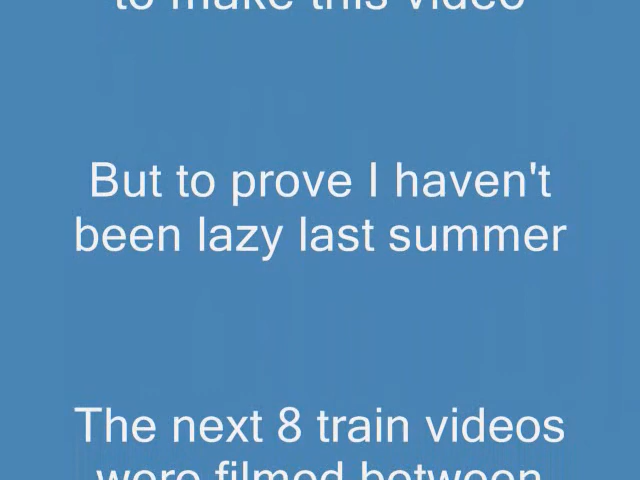 to make this video
But to prove I haven't
been lazy last summer
The next 8 train videos
were filmed between